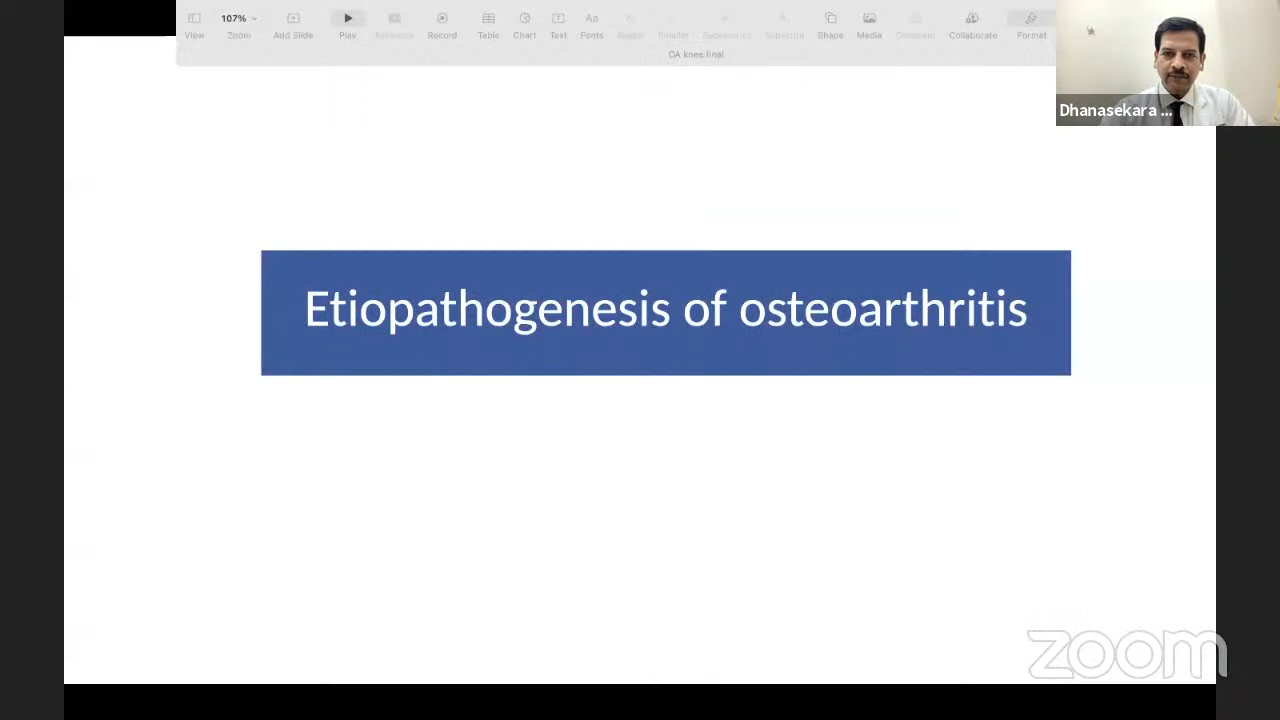 107%
View
Zoom
Add Slide
Play
Record
Table
Chart
Text
Fonts
Shape
Media
Comment
Collaborate
Format
OA knee final
Dhanasekara ...
Etiopathogenesis of osteoarthritis
zoom